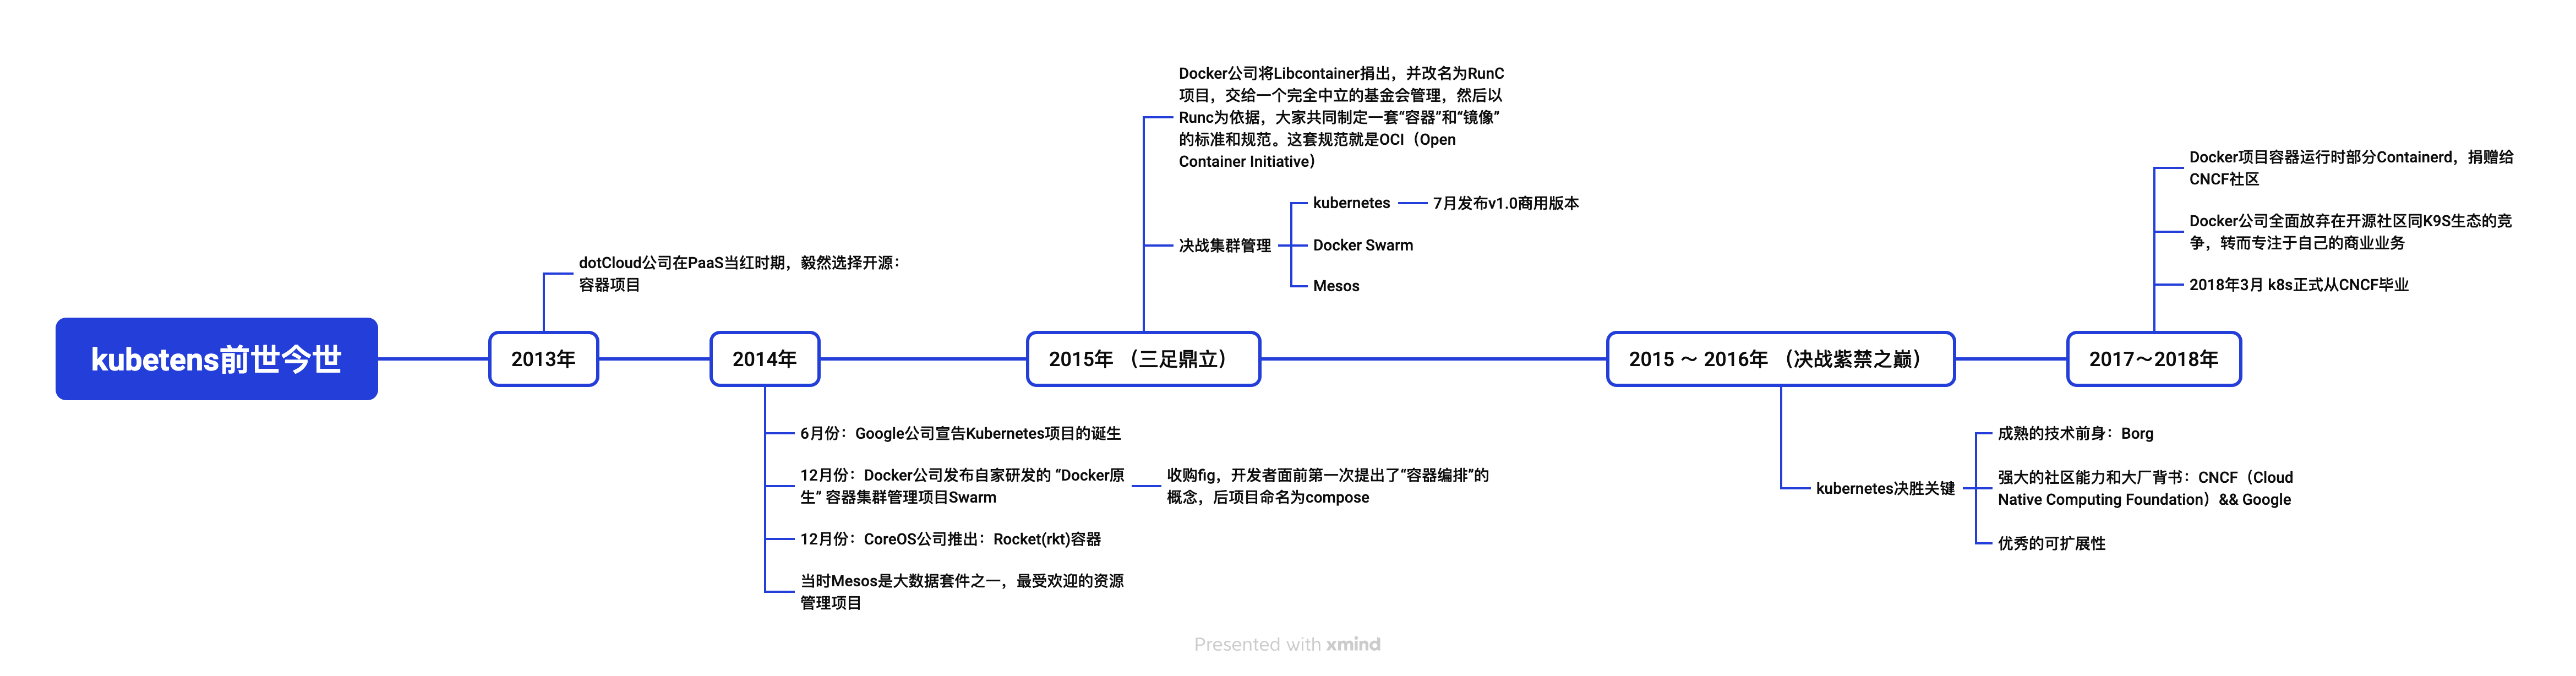 kubetens前世今世
2013年
dotCloud公司在PaaS当红时期，毅然选择开源：
容器项目
2014年
6月份：Google公司宣告Kubernetes项目的诞生
12月份：Docker公司发布自家研发的 “Docker原
生” 容器集群管理项目Swarm
收购fig，开发者面前第一次提出了“容器编排”的
概念，后项目命名为compose
12月份：CoreOS公司推出：Rocket(rkt)容器
当时Mesos是大数据套件之一，最受欢迎的资源
管理项目
2015年 （三足鼎立）
Docker公司将Libcontainer捐出，并改名为RunC
项目，交给一个完全中立的基金会管理，然后以
Runc为依据，大家共同制定一套“容器”和“镜像”
的标准和规范。这套规范就是OCI（Open
Container Initiative）
决战集群管理
kubernetes
7月发布v1.0商用版本
Docker Swarm
Mesos
2015 ～ 2016年 （决战紫禁之巅）
kubernetes决胜关键
成熟的技术前身：Borg
强大的社区能力和大厂背书：CNCF（Cloud
Native Computing Foundation）&& Google
优秀的可扩展性
2017～2018年
Docker项目容器运行时部分Containerd，捐赠给
CNCF社区
Docker公司全面放弃在开源社区同K9S生态的竞
争，转而专注于自己的商业业务
2018年3月 k8s正式从CNCF毕业
Presented with xmind